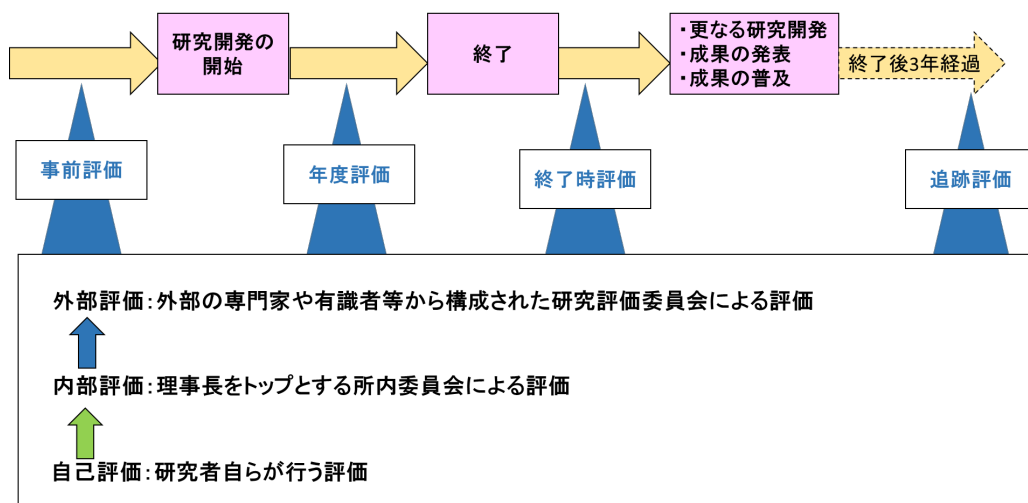 研究開発の
開始
終了
・更なる研究開発
・成果の発表
・成果の普及
終了後3年経過
事前評価
年度評価
終了時評価
追跡評価
外部評価：外部の専門家や有識者等から構成された研究評価委員会による評価
内部評価：理事長をトップとする所内委員会による評価
自己評価：研究者自らが行う評価